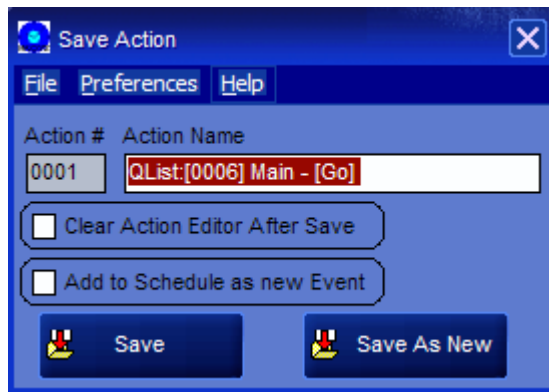 Save Action
File Preferences Help
Action # Action Name
0001 QList:[0006] Main - [Go]
Clear Action Editor After Save
Add to Schedule as new Event
Save Save As New